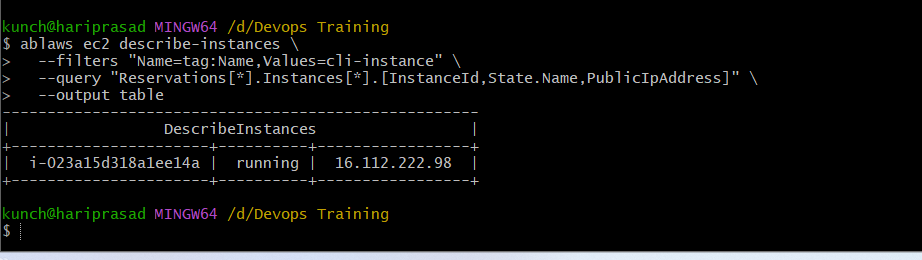 kunch@hariprasad MINGW64 /d/Devops Training
$ ablaws ec2 describe-instances \
>   --filters "Name=tag:Name,Values=cli-instance" \
>   --query "Reservations[*].Instances[*].[InstanceId,State.Name,PublicIpAddress]" \
>   --output table
-------------------------------------------------------
|                  DescribeInstances                  |
+----------------------+----------+-----------------+
|  i-023a15d318a1ee14a |  running |  16.112.222.98  |
+----------------------+----------+-----------------+
kunch@hariprasad MINGW64 /d/Devops Training
$